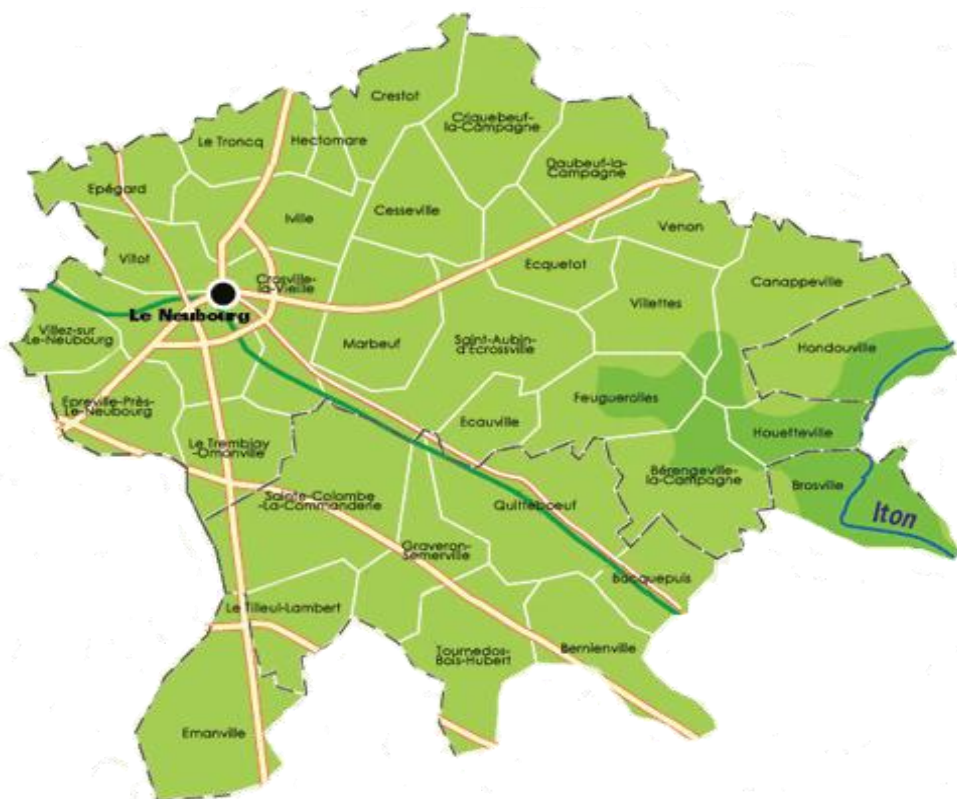 Crestot
Criquebeuf-
la-Campagne
Le Troncq
Hectomare
Daubeuf-la-
Campagne
Epégard
Iville
Cesseville
Venon
Vitot
Ecquetot
Crosville-
la-Vieille
Canappeville
Villettes
Le Neubourg
Villez-sur
-Le-Neubourg
Marbeuf
Saint-Aubin-
d'Ecrossville
Hondouville
Epreville-Près-
Le-Neubourg
Feuguerolles
Ecauville
Houetteville
Le Tremblay
-Omonville
Bérengeville-
la-Campagne
Brosville
Sainte-Colombe
-La-Commanderie
Quittebœuf
Iton
Graveron-
Sémerville
Bacquepuis
Le Tilleul-Lambert
Tournedos-
Bois-Hubert
Bernienville
Emanville